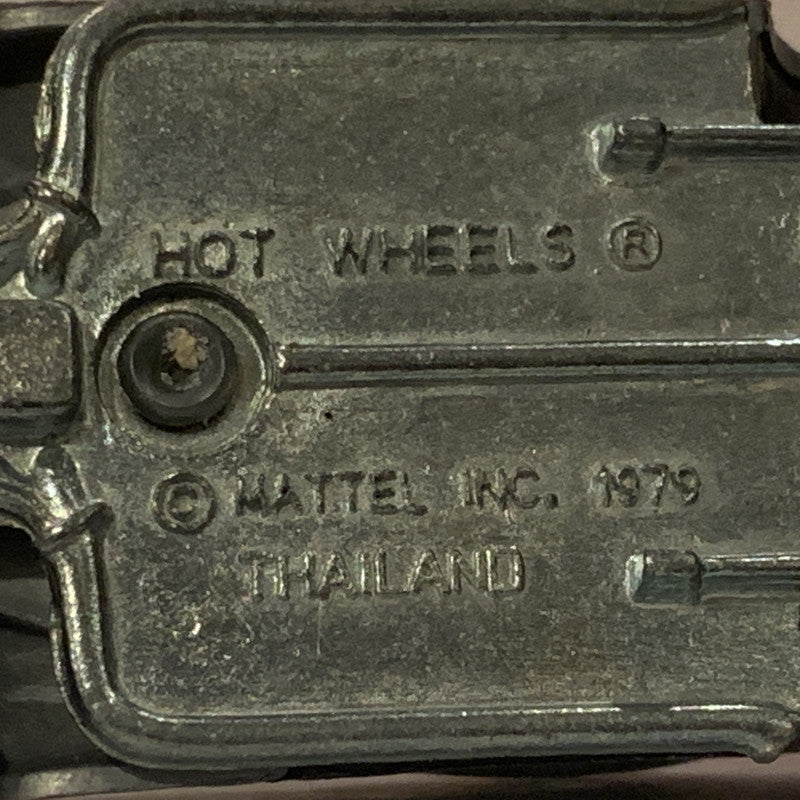 HOT WHEELS ®
© MATTEL INC. 1979
THAILAND